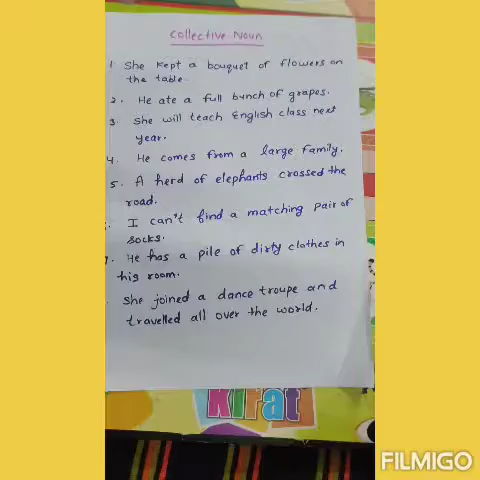 Collective Noun
1 She kept a bouquet of flowers on
the table.
2. He ate a full bunch of grapes.
3. She will teach English class next
year.
4. He comes from a large family.
5. A herd of elephants crossed the
road.
I can't find a matching pair of
socks.
7. He has a pile of dirty clothes in
his room.
She joined a dance troupe and
travelled all over the world.
KIFat
FILMIGO